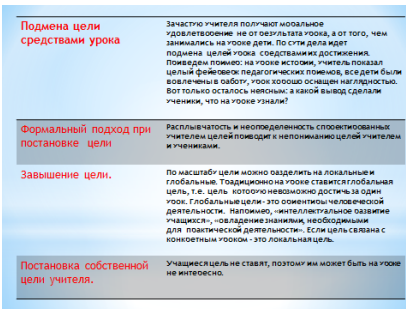 Подмена цели
средствами урока
Зачастую учителя получают моральное
удовлетворение не от результата урока, а от того, чем
занимались на уроке дети. По сути дела идет
подмена целей урока средствами их достижения.
Приведем пример: на уроке истории, учитель показал
целый фейерверк педагогических приемов, все дети были
вовлечены в работу, урок хорошо оснащен наглядностью.
Вот только осталось неясным: а какой вывод сделали
ученики, что на уроке узнали?
Формальный подход при
постановке цели
Расплывчатость и неопределенность спроектированных
учителем целей приводит к непониманию целей учителем
и учениками.
Завышение цели.
По масштабу цели можно разделить на локальные и
глобальные. Традиционно на уроке ставится глобальная
цель, т.е. цель которую невозможно достичь за один
урок. Глобальные цели - это ориентиры человеческой
деятельности. Например, «интеллектуальное развитие
учащихся», «овладение знаниями, необходимыми
для практической деятельности». Если цель связана с
конкретным уроком - это локальная цель.
Постановка собственной
цели учителя.
Учащиеся цель не ставят, поэтому им может быть на уроке
не интересно.